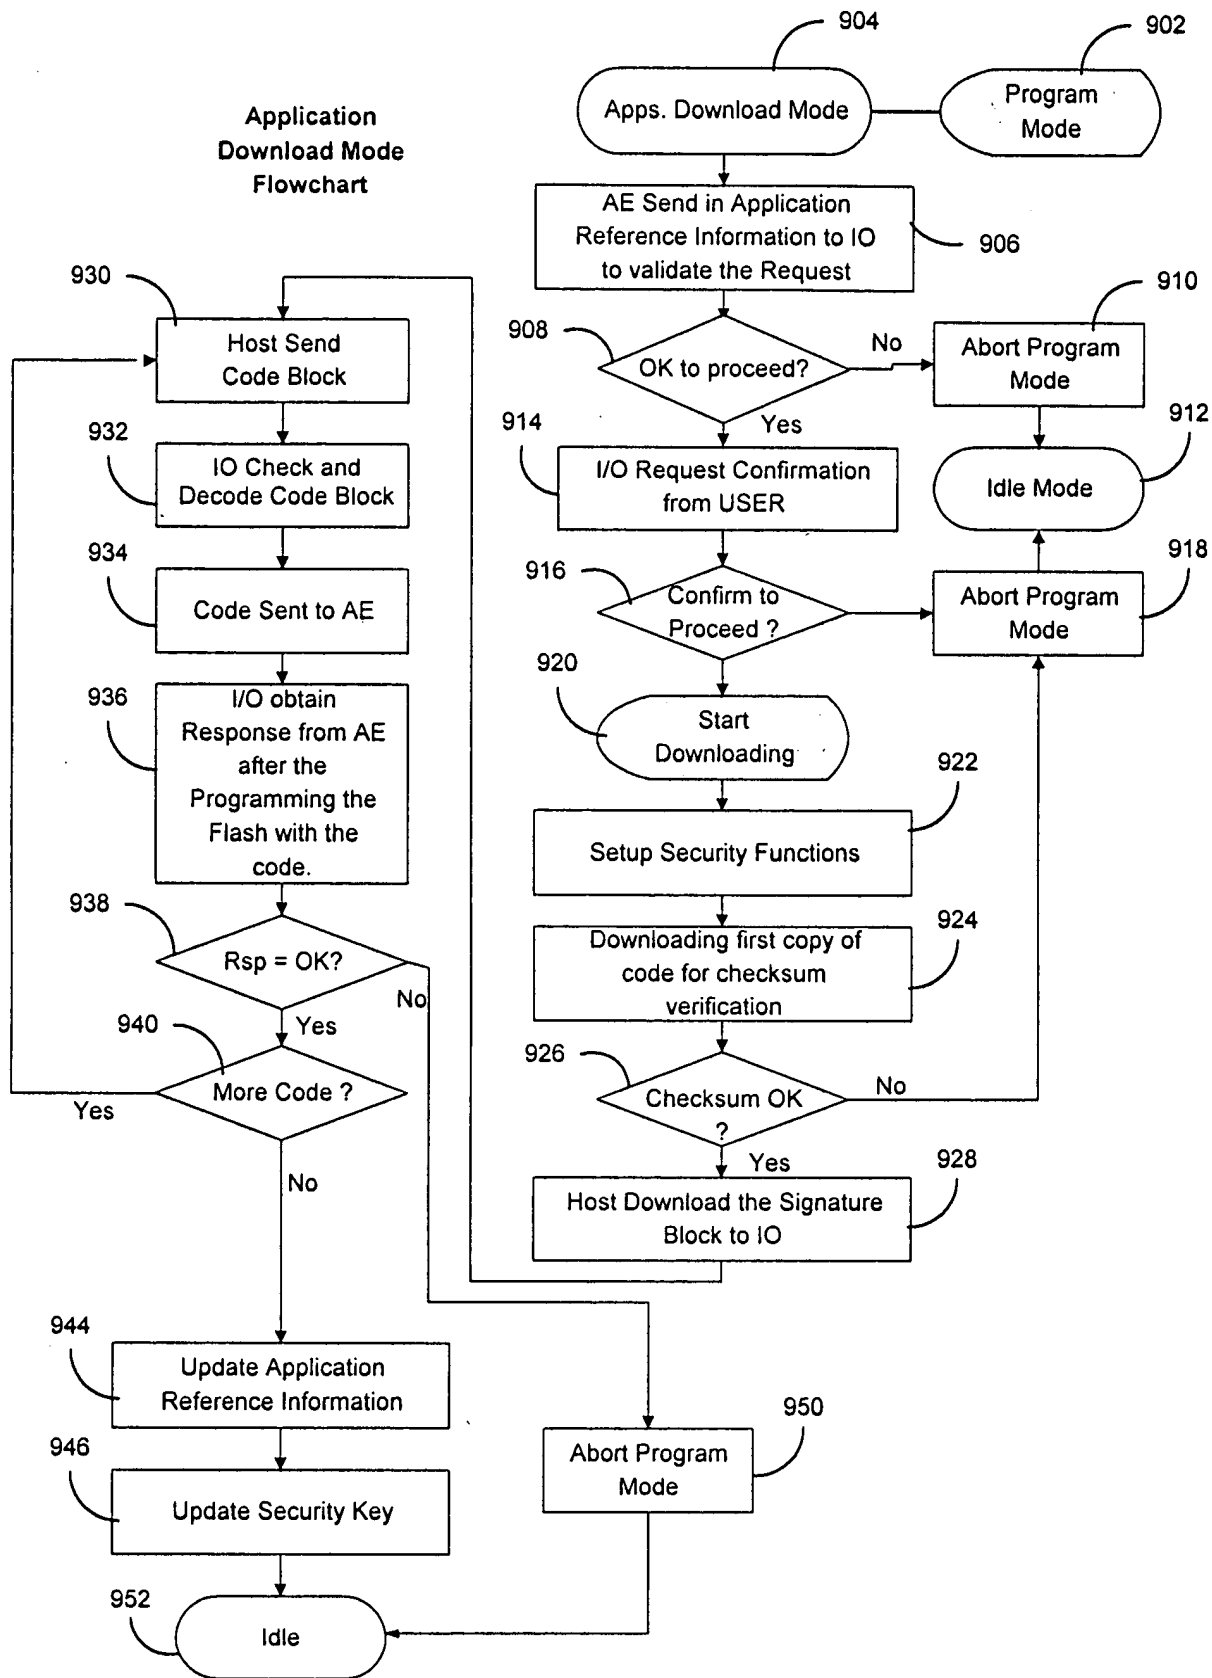 Application
Download Mode
Flowchart
904
902
Apps. Download Mode
Program
Mode
AE Send in Application
Reference Information to IO
to validate the Request
906
908
OK to proceed?
No
Yes
910
Abort Program
Mode
912
Idle Mode
914
I/O Request Confirmation
from USER
916
Confirm to
Proceed ?
918
Abort Program
Mode
920
Start
Downloading
922
Setup Security Functions
924
Downloading first copy of
code for checksum
verification
926
Checksum OK
?
No
Yes
928
Host Download the Signature
Block to IO
930
Host Send
Code Block
932
IO Check and
Decode Code Block
934
Code Sent to AE
936
I/O obtain
Response from AE
after the
Programming the
Flash with the
code.
938
Rsp = OK?
No
Yes
940
More Code ?
Yes
No
944
Update Application
Reference Information
946
Update Security Key
950
Abort Program
Mode
952
Idle